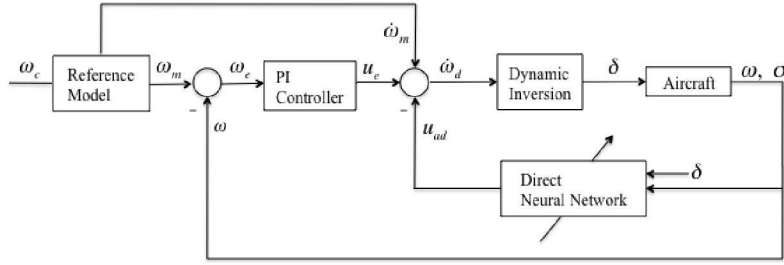 ω̇_m
ω_c
Reference
Model
ω_m
ω_e
PI
Controller
u_e
ω̇_d
Dynamic
Inversion
δ
Aircraft
ω, σ
-
ω
-
u_ad
Direct
Neural Network
δ